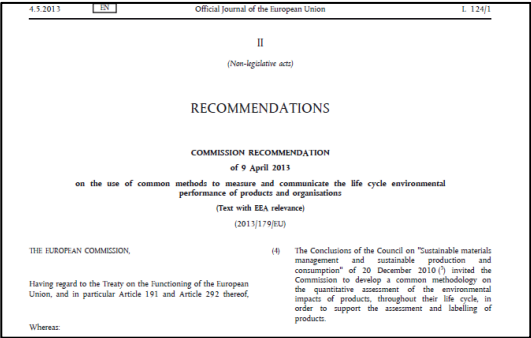 4.5.2013 EN Official Journal of the European Union L 124/1
II
(Non-legislative acts)
RECOMMENDATIONS
COMMISSION RECOMMENDATION
of 9 April 2013
on the use of common methods to measure and communicate the life cycle environmental
performance of products and organisations
(Text with EEA relevance)
(2013/179/EU)
THE EUROPEAN COMMISSION,
Having regard to the Treaty on the Functioning of the European
Union, and in particular Article 191 and Article 292 thereof,
Whereas:
(4) The Conclusions of the Council on "Sustainable materials
management and sustainable production and
consumption" of 20 December 2010 (³) invited the
Commission to develop a common methodology on
the quantitative assessment of the environmental
impacts of products, throughout their life cycle, in
order to support the assessment and labelling of
products.